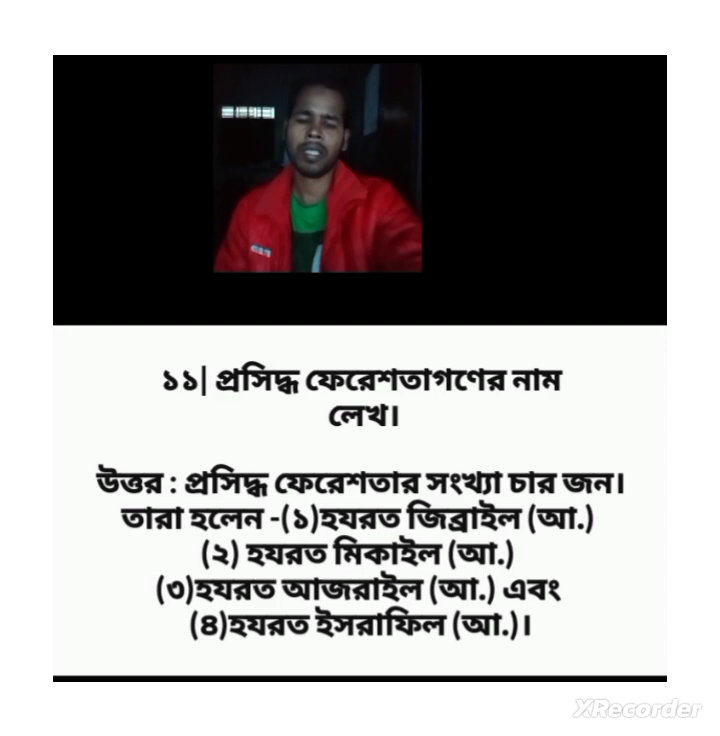 ১১| প্রসিদ্ধ ফেরেশতাগণের নাম
লেখ।
উত্তর : প্রসিদ্ধ ফেরেশতার সংখ্যা চার জন।
তারা হলেন -(১)হযরত জিব্রাইল (আ.)
(২) হযরত মিকাইল (আ.)
(৩)হযরত আজরাইল (আ.) এবং
(৪)হযরত ইসরাফিল (আ.)।
XRecorder